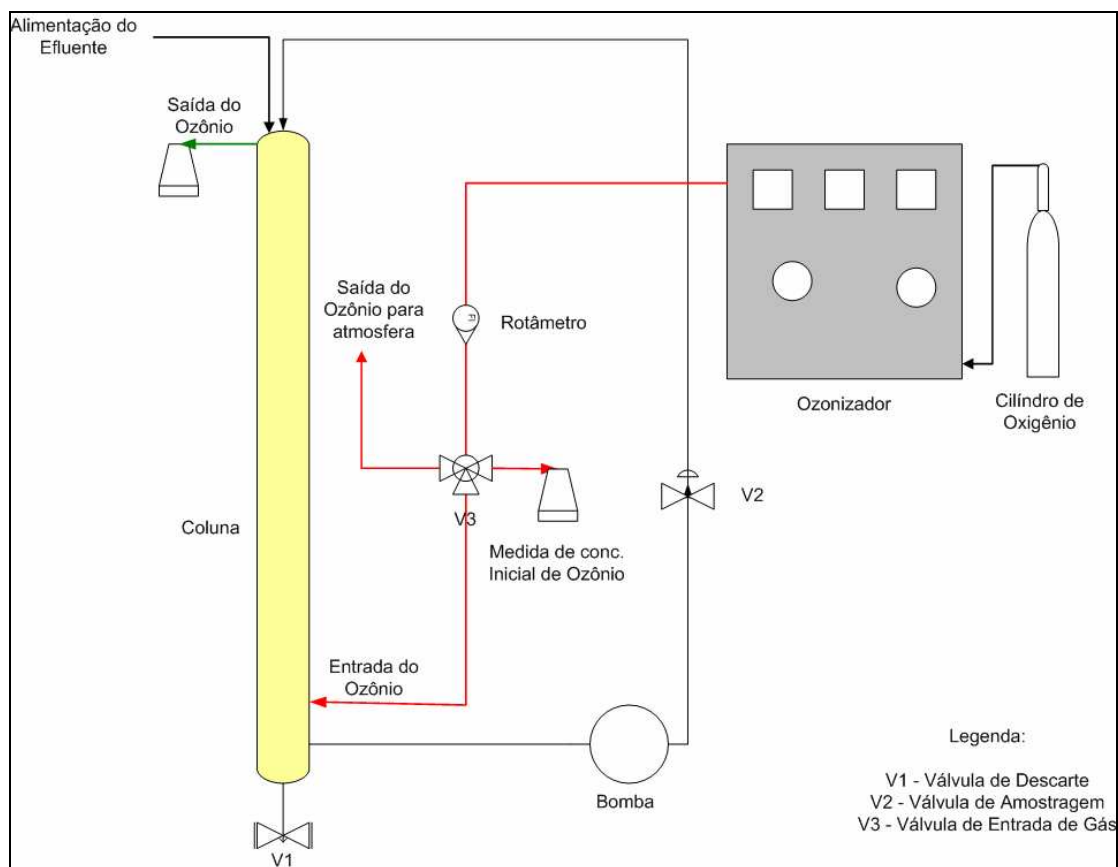 Alimentação do
Efluente
Saída do
Ozônio
Saída do
Ozônio para
atmosfera
Rotâmetro
Ozonizador
Cilíndro de
Oxigênio
V3
V2
Coluna
Medida de conc.
Inicial de Ozônio
Entrada do
Ozônio
Bomba
V1
Legenda:
V1 - Válvula de Descarte
V2 - Válvula de Amostragem
V3 - Válvula de Entrada de Gás